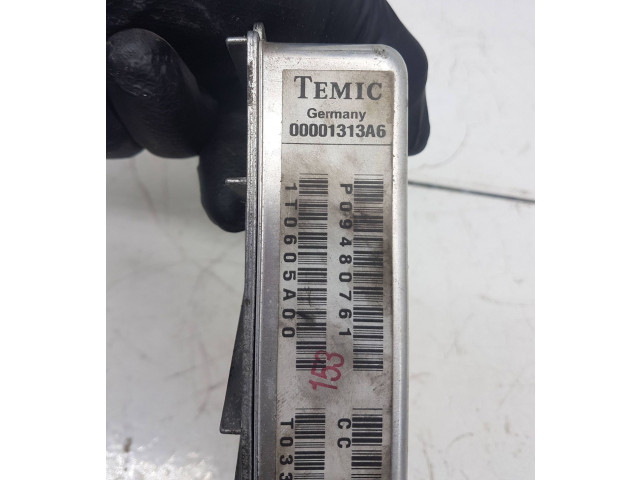 TEMIC
Germany
00001313A6
P09480761
1T0605A00
153
CC
T033